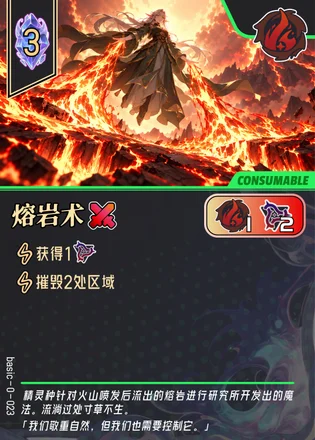 3
CONSUMABLE
熔岩术
1 2
获得1
摧毁2处区域
basic-0-023
精灵种针对火山喷发后流出的熔岩进行研究所开发出的魔
法。流淌过处寸草不生。
「我们敬重自然，但我们也需要控制它。」